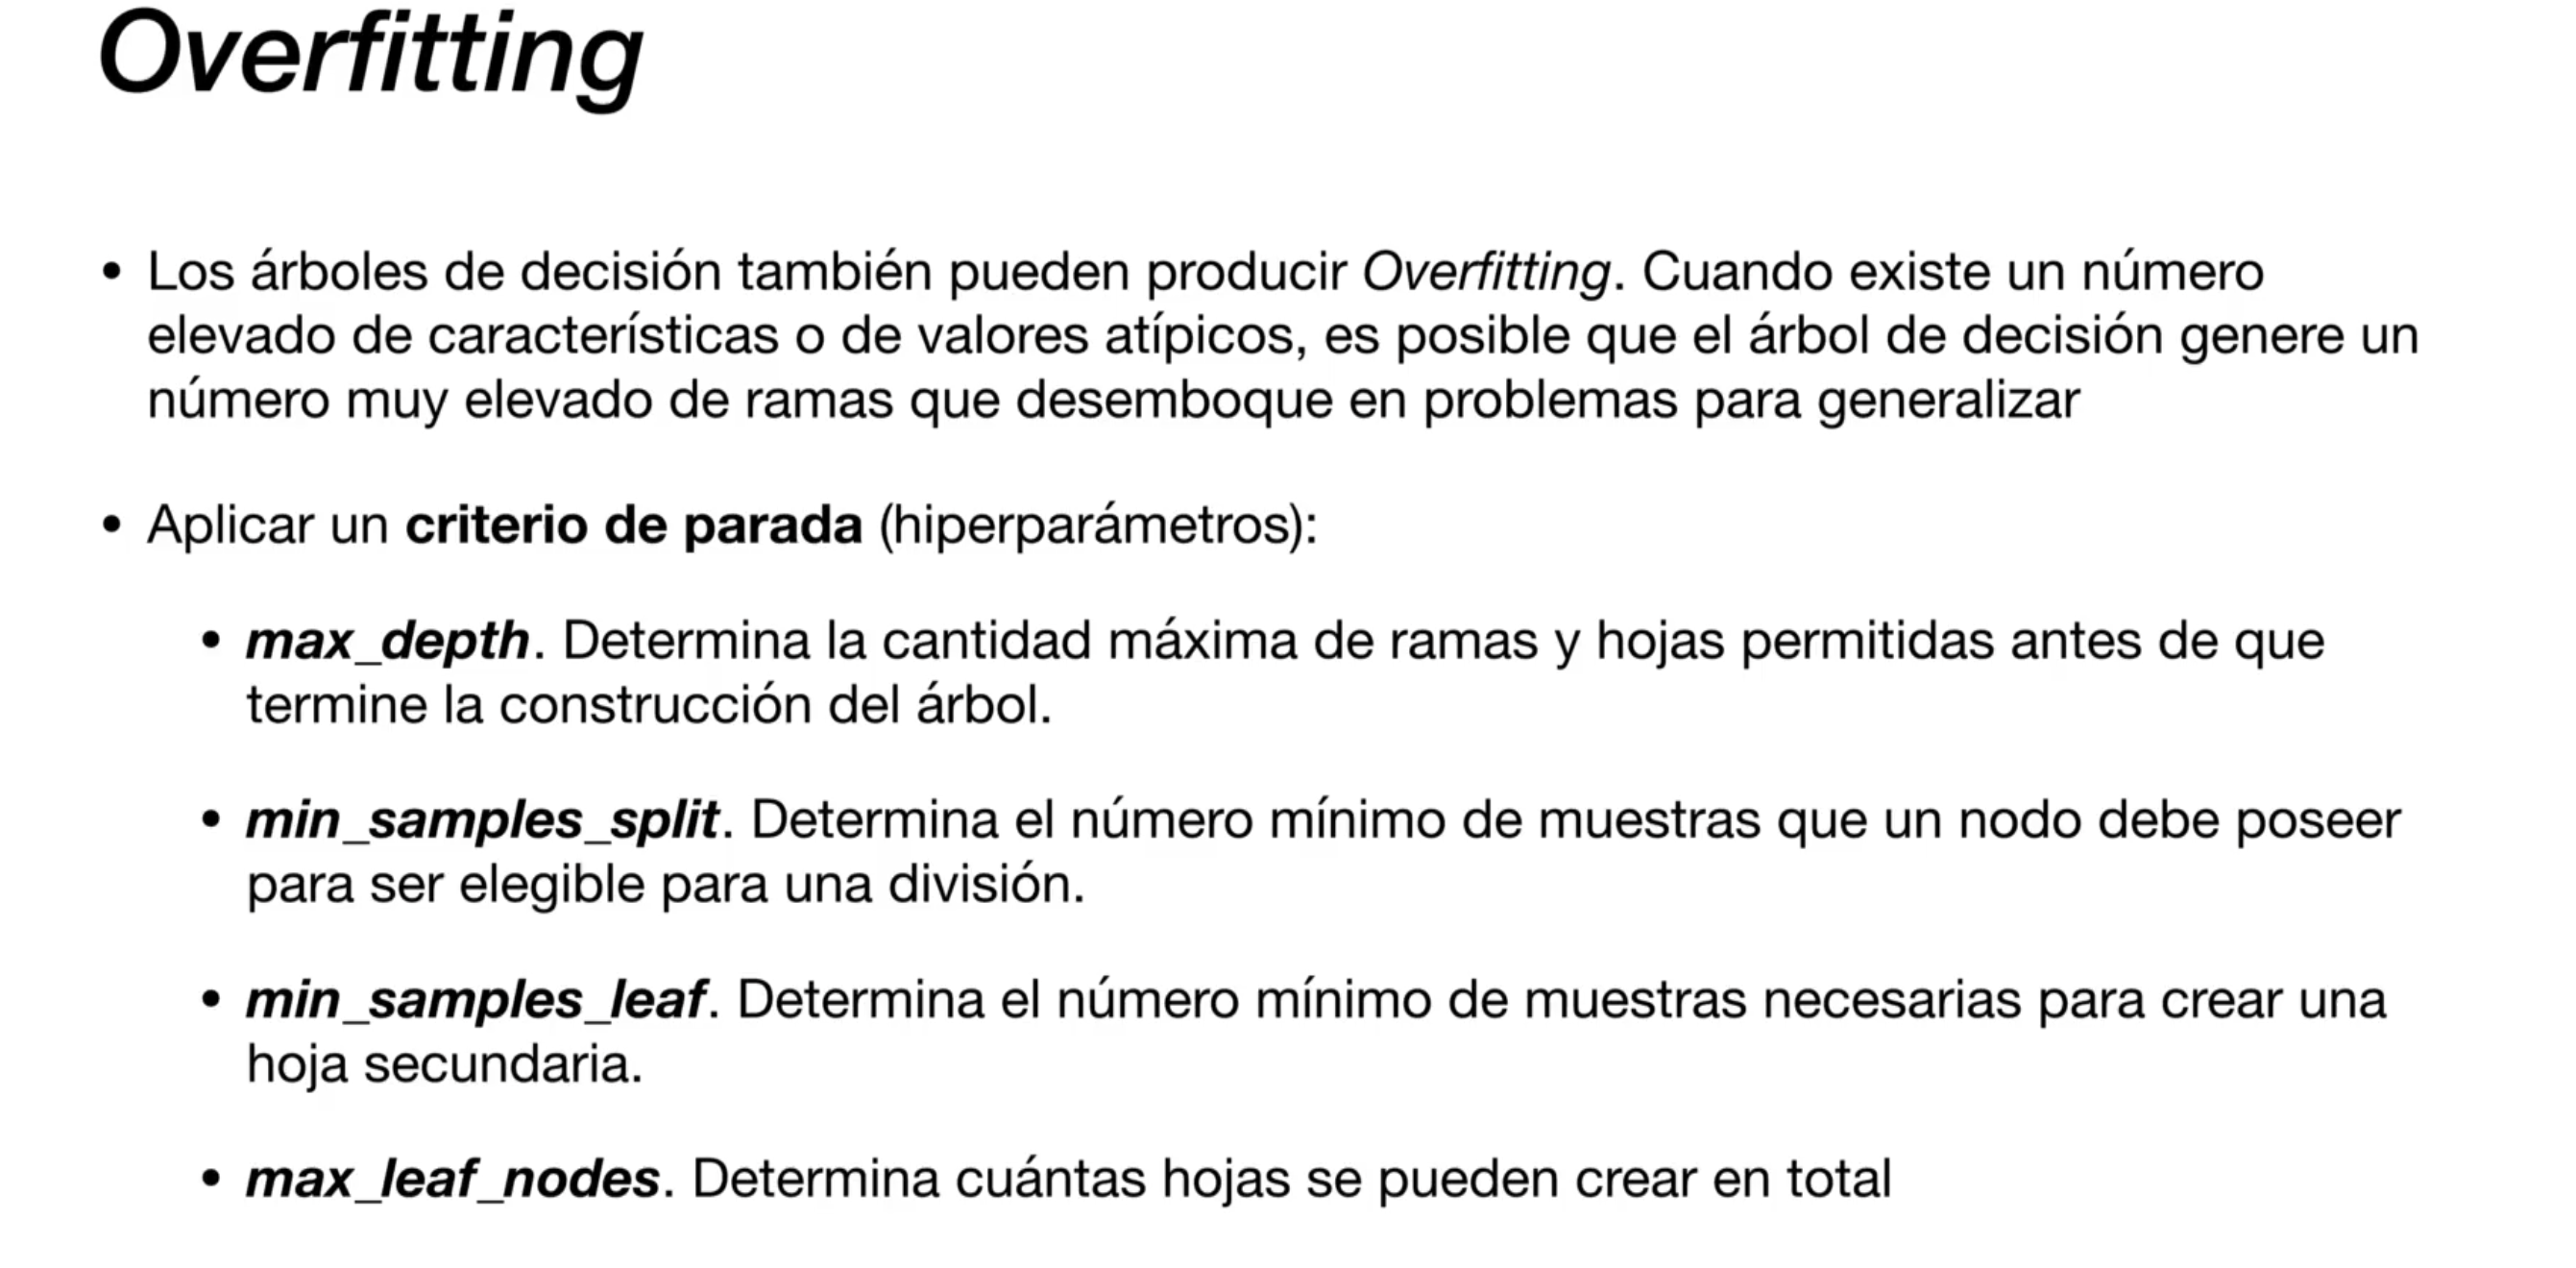 Overfitting
• Los árboles de decisión también pueden producir Overfitting. Cuando existe un número
elevado de características o de valores atípicos, es posible que el árbol de decisión genere un
número muy elevado de ramas que desemboque en problemas para generalizar
• Aplicar un criterio de parada (hiperparámetros):
• max_depth. Determina la cantidad máxima de ramas y hojas permitidas antes de que
termine la construcción del árbol.
• min_samples_split. Determina el número mínimo de muestras que un nodo debe poseer
para ser elegible para una división.
• min_samples_leaf. Determina el número mínimo de muestras necesarias para crear una
hoja secundaria.
• max_leaf_nodes. Determina cuántas hojas se pueden crear en total